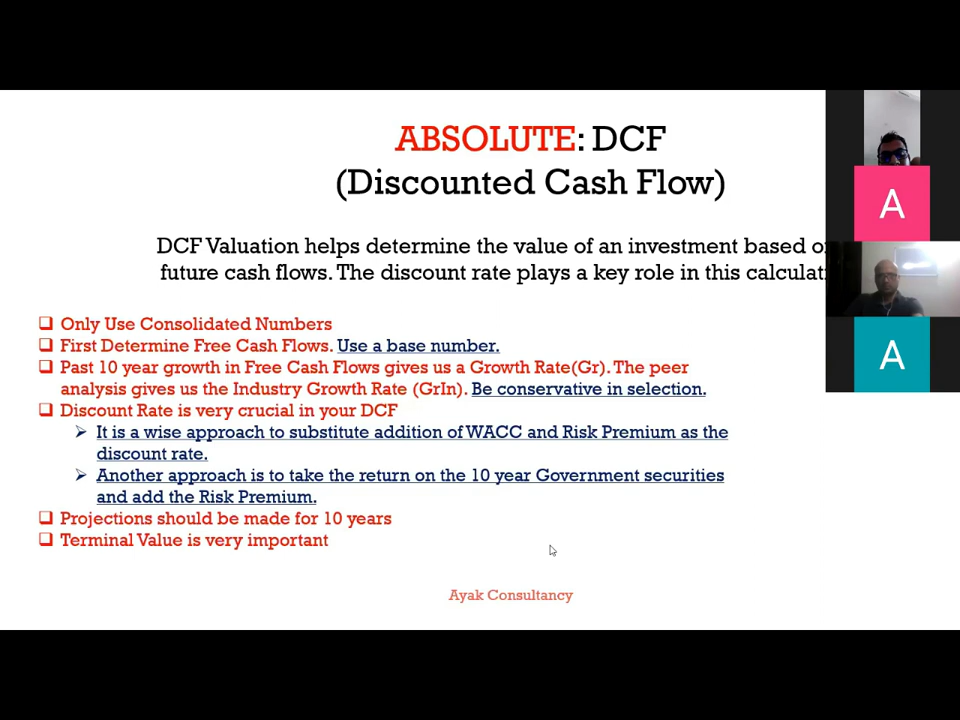 ABSOLUTE: DCF
(Discounted Cash Flow)
DCF Valuation helps determine the value of an investment based
future cash flows. The discount rate plays a key role in this
Only Use Consolidated Numbers
First Determine Free Cash Flows. Use a base number.
Past 10 year growth in Free Cash Flows gives us a Growth Rate(Gr). The peer
analysis gives us the Industry Growth Rate (GrIn). Be conservative in selection.
Discount Rate is very crucial in your DCF
It is a wise approach to substitute addition of WACC and Risk Premium as the
discount rate.
Another approach is to take the return on the 10 year Government securities
and add the Risk Premium.
Projections should be made for 10 years
Terminal Value is very important
Ayak Consultancy
A
A